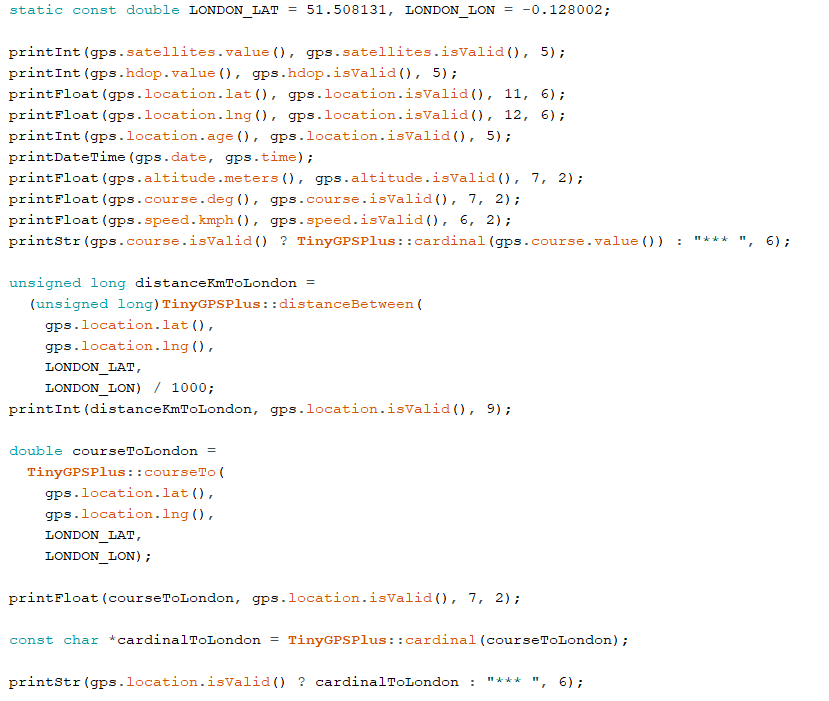 static const double LONDON_LAT = 51.508131, LONDON_LON = -0.128002;
printInt(gps.satellites.value(), gps.satellites.isValid(), 5);
printInt(gps.hdop.value(), gps.hdop.isValid(), 5);
printFloat(gps.location.lat(), gps.location.isValid(), 11, 6);
printFloat(gps.location.lng(), gps.location.isValid(), 12, 6);
printInt(gps.location.age(), gps.location.isValid(), 5);
printDateTime(gps.date, gps.time);
printFloat(gps.altitude.meters(), gps.altitude.isValid(), 7, 2);
printFloat(gps.course.deg(), gps.course.isValid(), 7, 2);
printFloat(gps.speed.kmph(), gps.speed.isValid(), 6, 2);
printStr(gps.course.isValid() ? TinyGPSPlus::cardinal(gps.course.value()) : "*** ", 6);
unsigned long distanceKmToLondon =
(unsigned long)TinyGPSPlus::distanceBetween(
gps.location.lat(),
gps.location.lng(),
LONDON_LAT,
LONDON_LON) / 1000;
printInt(distanceKmToLondon, gps.location.isValid(), 9);
double courseToLondon =
TinyGPSPlus::courseTo(
gps.location.lat(),
gps.location.lng(),
LONDON_LAT,
LONDON_LON);
printFloat(courseToLondon, gps.location.isValid(), 7, 2);
const char *cardinalToLondon = TinyGPSPlus::cardinal(courseToLondon);
printStr(gps.location.isValid() ? cardinalToLondon : "*** ", 6);